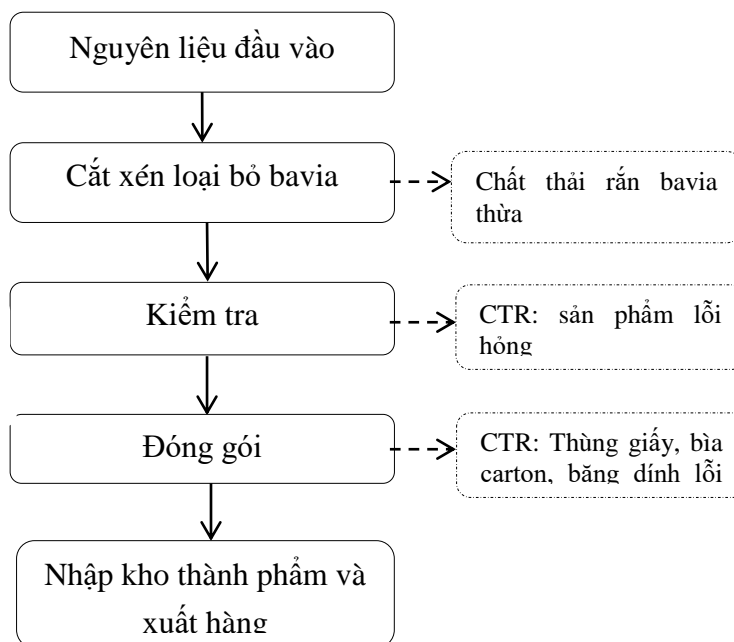 Nguyên liệu đầu vào
Cắt xén loại bỏ bavia
Chất thải rắn bavia
thừa
Kiểm tra
CTR: sản phẩm lỗi
hỏng
Đóng gói
CTR: Thùng giấy, bìa
carton, băng dính lỗi
Nhập kho thành phẩm và
xuất hàng